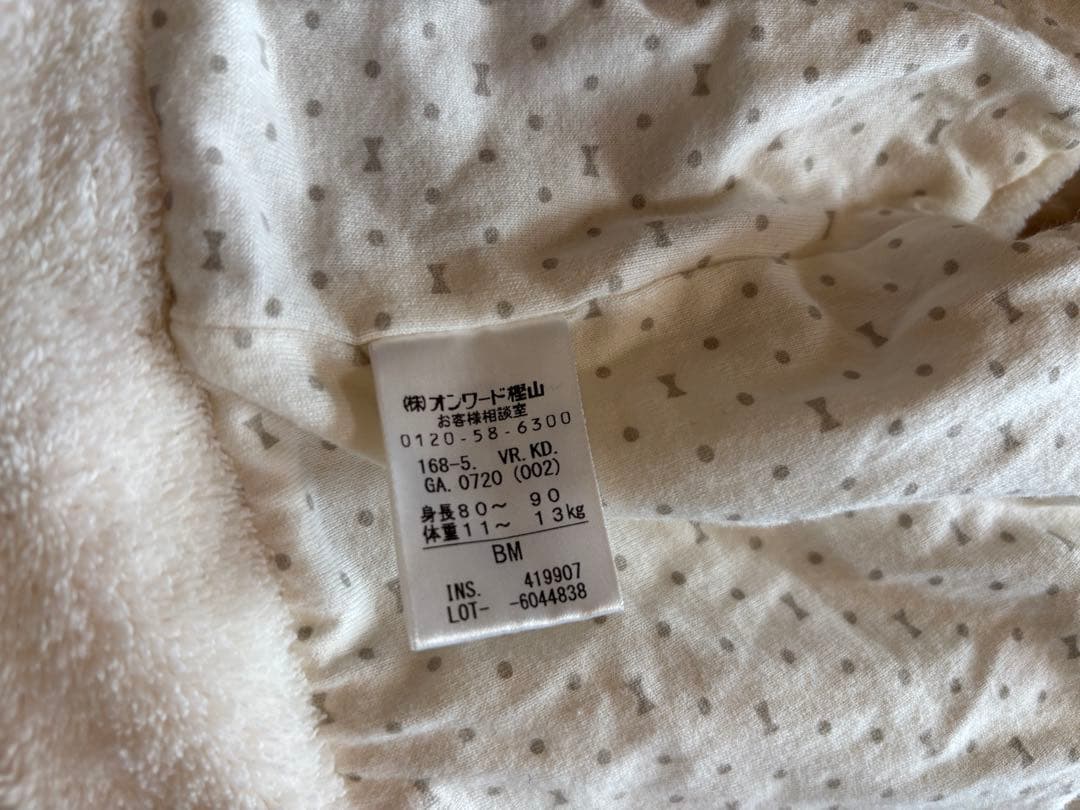 (株)オンワード樫山
お客様相談室
0120-58-6300
168-5. VR.KD.
GA.0720 (002)
身長80～ 90
体重11～ 13kg
BM
INS. 419907
LOT- -6044838